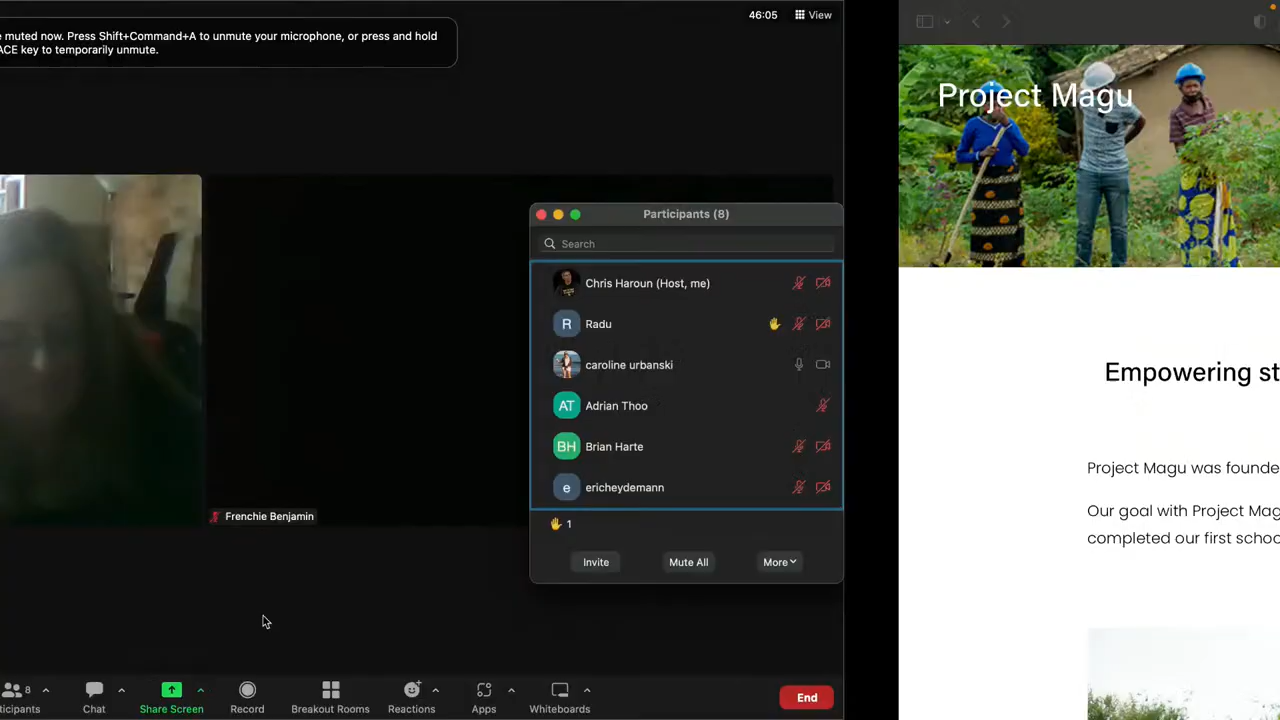 46:05
View
e muted now. Press Shift+Command+A to unmute your microphone, or press and hold
ACE key to temporarily unmute.
Participants (8)
Search
Chris Haroun (Host, me)
R
Radu
caroline urbanski
AT
Adrian Thoo
BH
Brian Harte
e
ericheydemann
1
Invite
Mute All
More
Frenchie Benjamin
8
ticipants
Chat
Share Screen
Record
Breakout Rooms
Reactions
Apps
Whiteboards
End
Project Magu
Empowering st
Project Magu was founde
Our goal with Project Mag
completed our first schoo